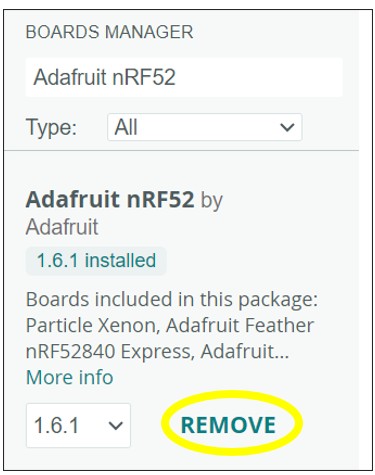 BOARDS MANAGER
Adafruit nRF52
Type: All
Adafruit nRF52 by
Adafruit
1.6.1 installed
Boards included in this package:
Particle Xenon, Adafruit Feather
nRF52840 Express, Adafruit...
More info
1.6.1 REMOVE